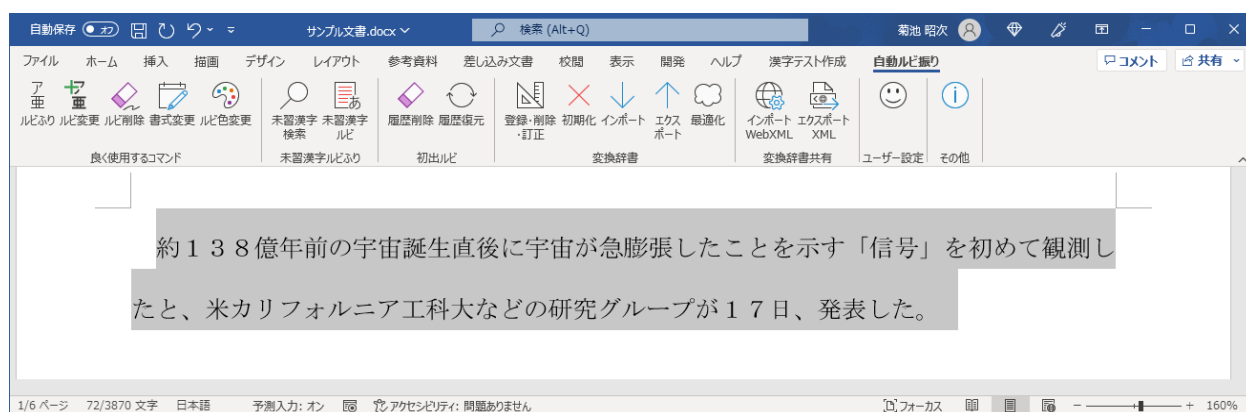 自動保存 オフ サンプル文書.docx 検索 (Alt+Q) 菊池 昭次
ファイル ホーム 挿入 描画 デザイン レイアウト 参考資料 差し込み文書 校閲 表示 開発 ヘルプ 漢字テスト作成 自動ルビ振り コメント 共有
ア亜 ルビふり ルビ変更 ルビ削除 書式変更 ルビ色変更 未習漢字検索 未習漢字ルビ 履歴削除 履歴復元 登録・削除・訂正 初期化 インポート エクスポート 最適化 インポートWebXML エクスポートXML
良く使用するコマンド 未習漢字ルビふり 初出ルビ 変換辞書 変換辞書共有 ユーザー設定 その他
約１３８億年前の宇宙誕生直後に宇宙が急膨張したことを示す「信号」を初めて観測し
たと、米カリフォルニア工科大などの研究グループが１７日、発表した。
1/6 ページ 72/3870 文字 日本語 予測入力: オン アクセシビリティ: 問題ありません フォーカス 160%